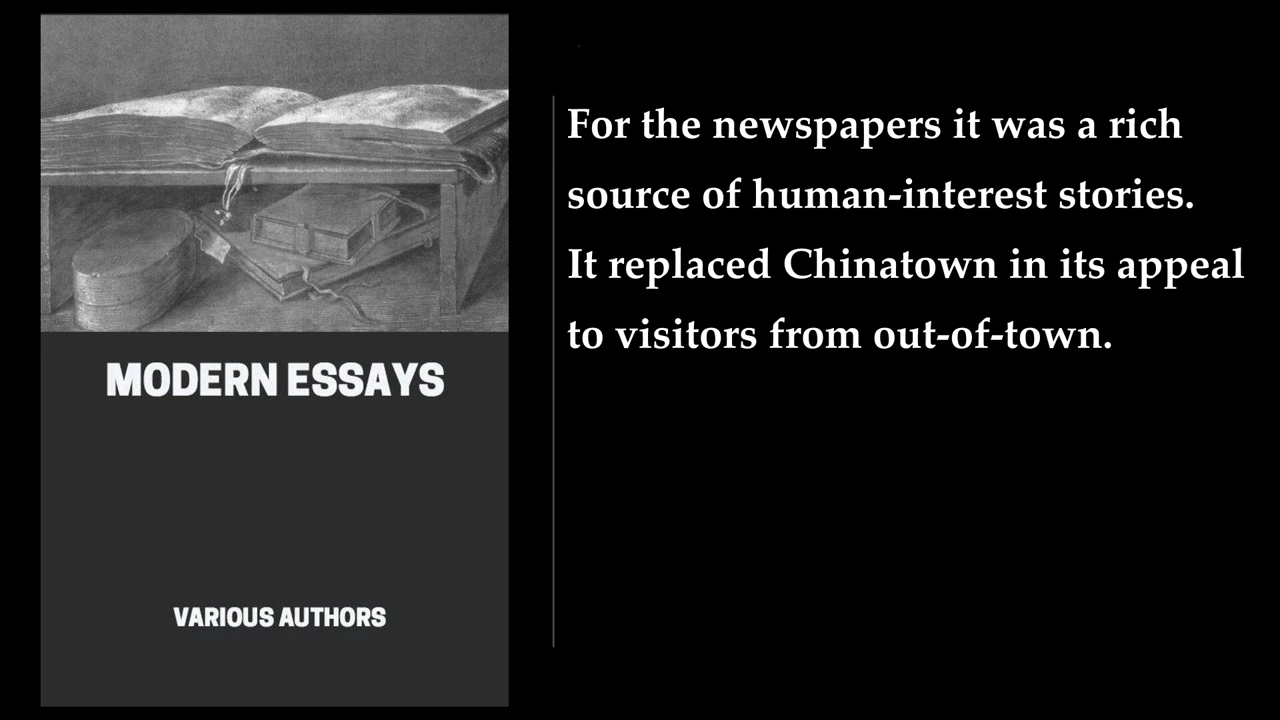 MODERN ESSAYS
VARIOUS AUTHORS
For the newspapers it was a rich
source of human-interest stories.
It replaced Chinatown in its appeal
to visitors from out-of-town.